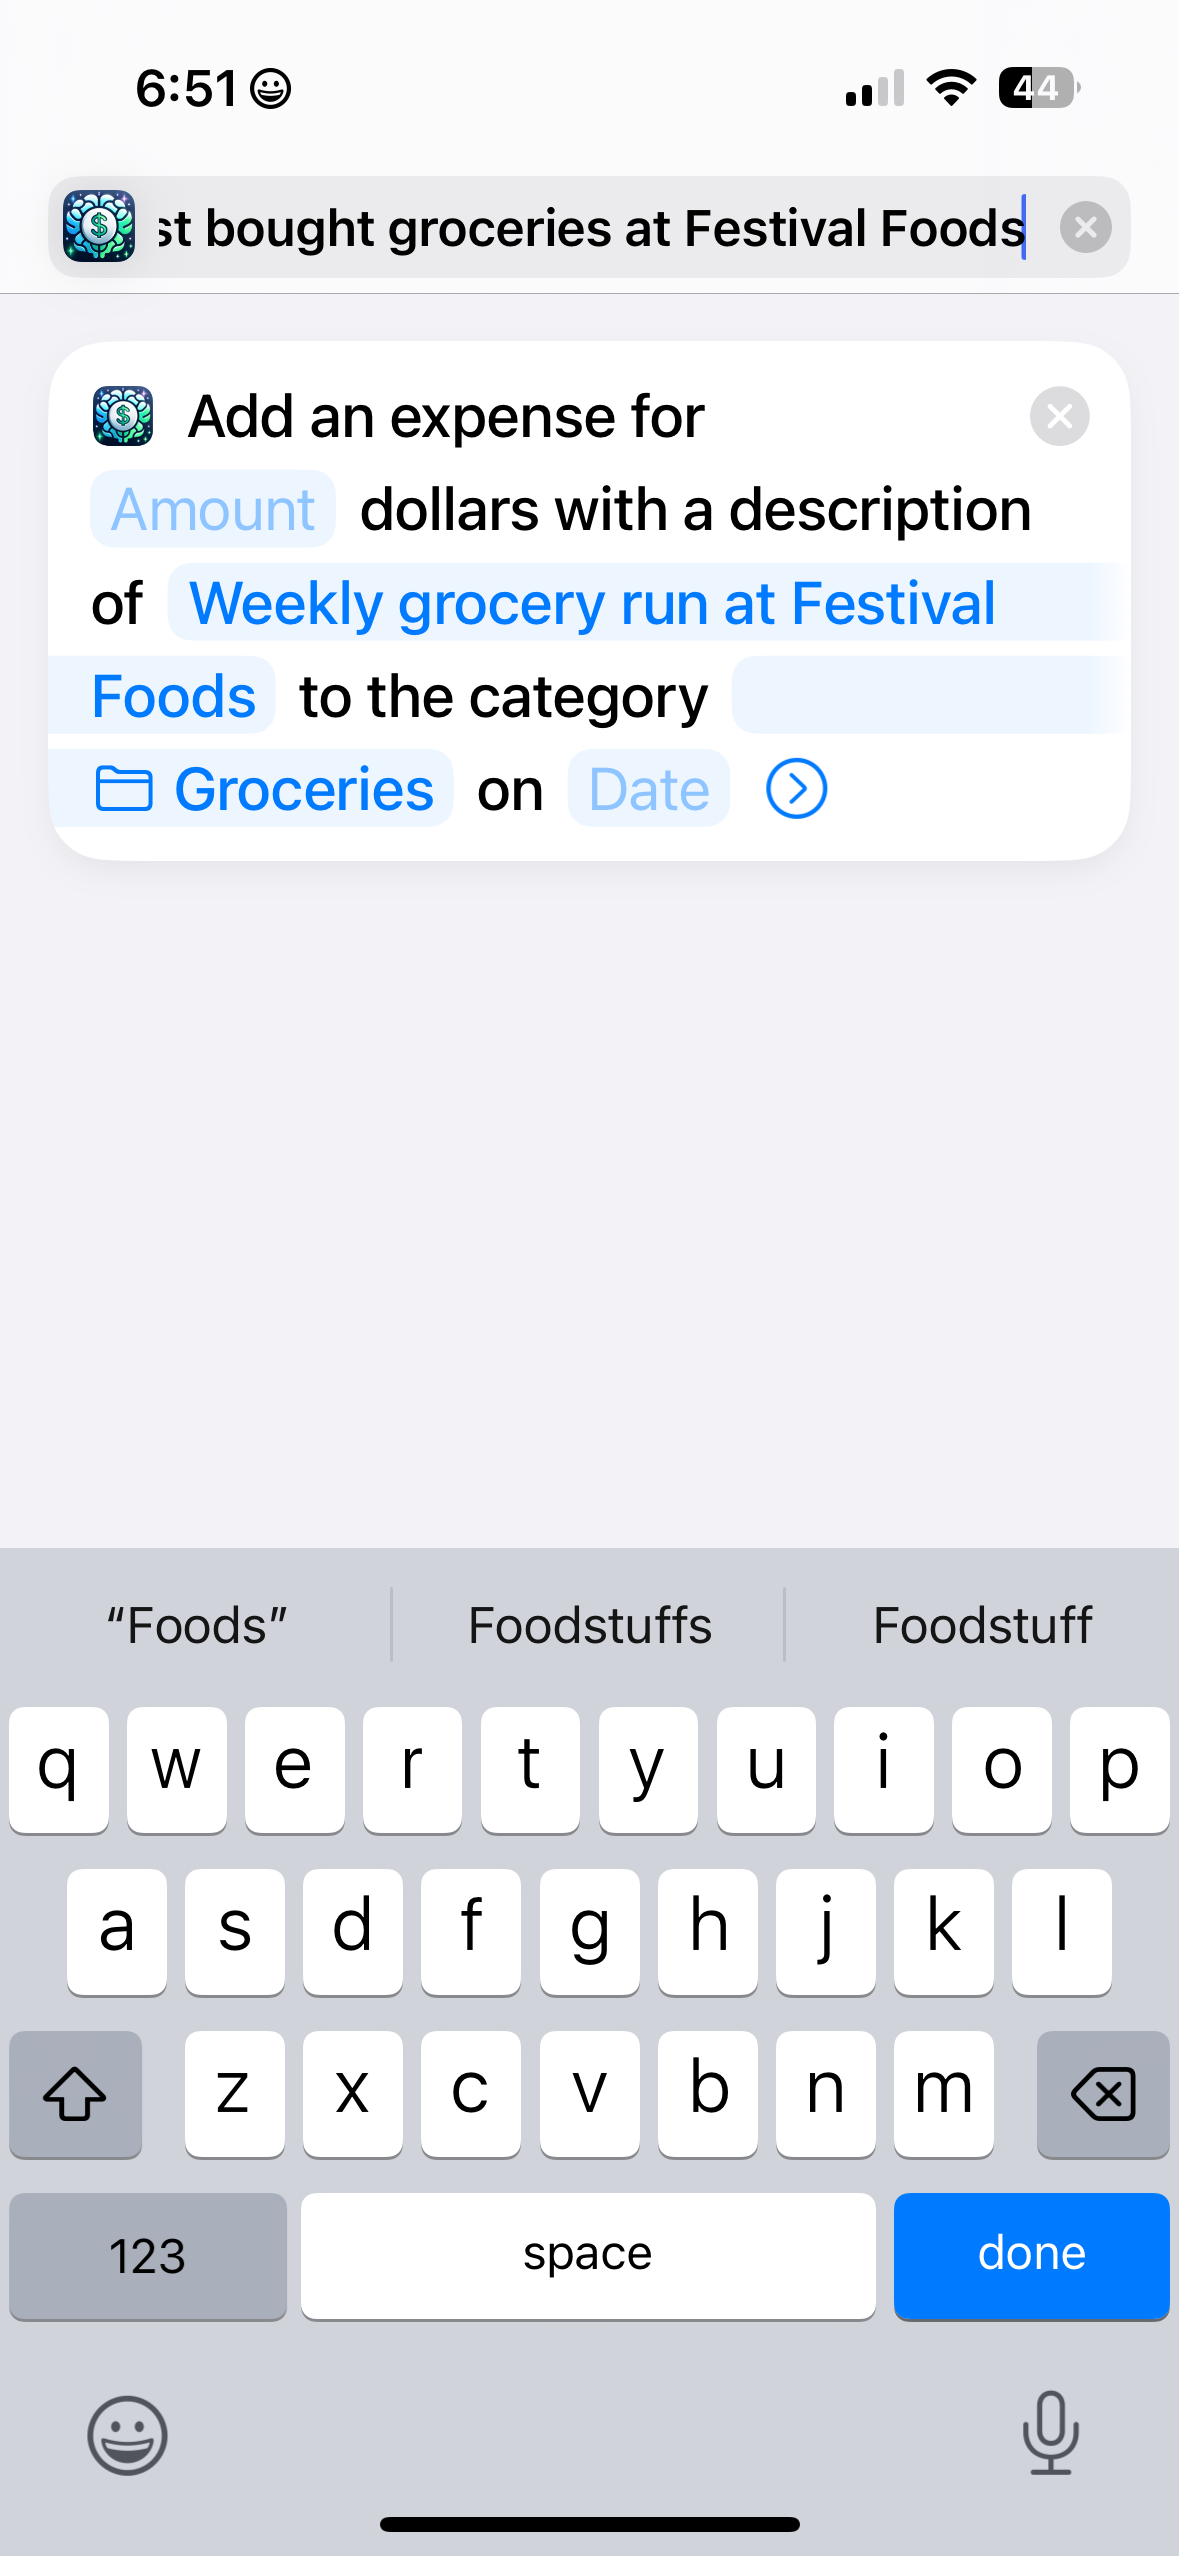 6:51
44
st bought groceries at Festival Foods
$ Add an expense for
Amount dollars with a description
of Weekly grocery run at Festival
Foods to the category
Groceries on Date
“Foods” Foodstuffs Foodstuff
q w e r t y u i o p
a s d f g h j k l
z x c v b n m
123 space done